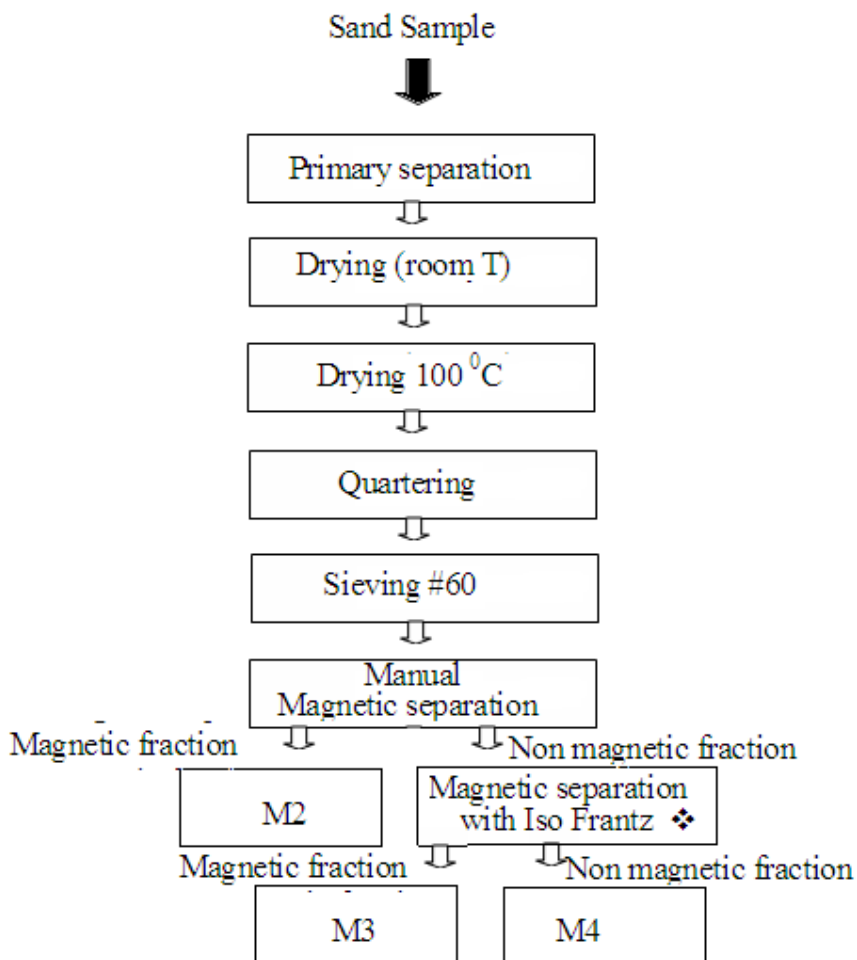 Sand Sample
Primary separation
Drying (room T)
Drying 100 ⁰C
Quartering
Sieving #60
Manual
Magnetic separation
Magnetic fraction
Non magnetic fraction
M2
Magnetic separation
with Iso Frantz ❖
Magnetic fraction
Non magnetic fraction
M3
M4